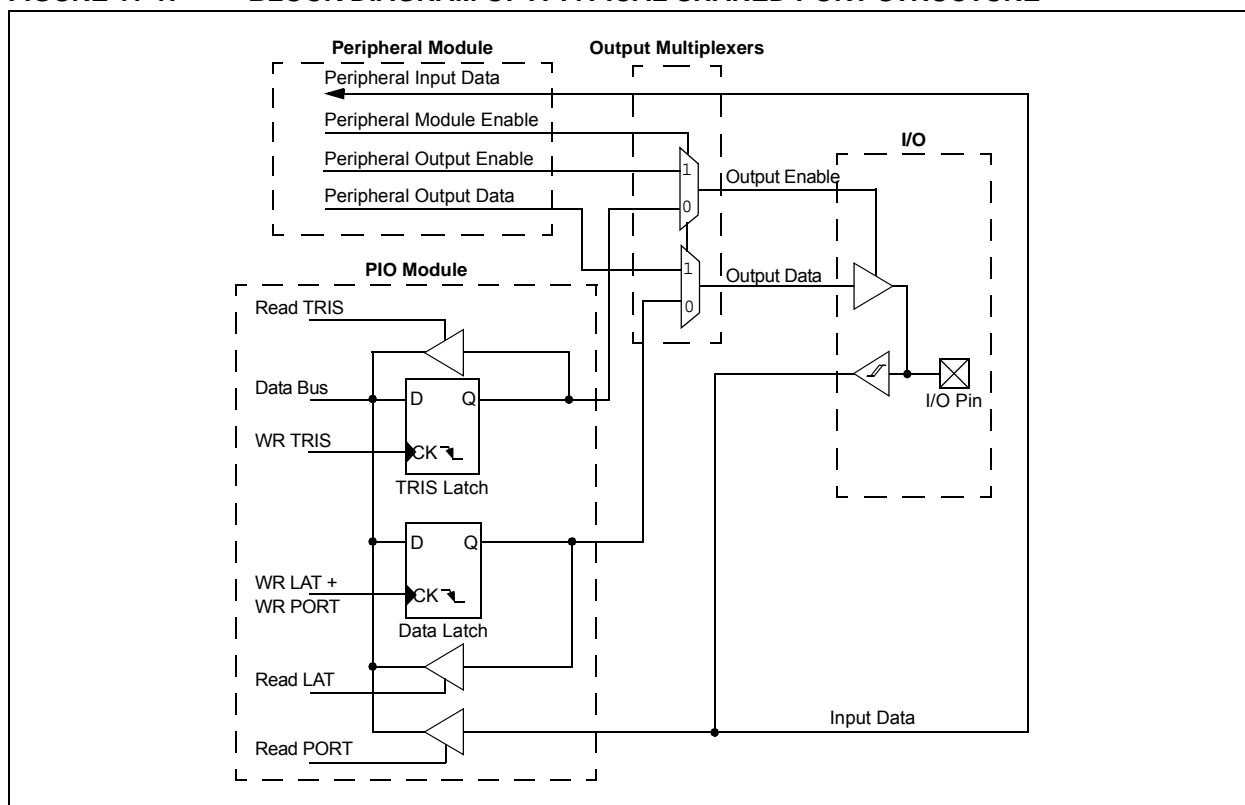 Peripheral Module
Output Multiplexers
Peripheral Input Data
Peripheral Module Enable
Peripheral Output Enable
Peripheral Output Data
1
0
1
0
Output Enable
Output Data
I/O
I/O Pin
PIO Module
Read TRIS
Data Bus
WR TRIS
D Q
CK
TRIS Latch
D Q
CK
WR LAT +
WR PORT
Data Latch
Read LAT
Read PORT
Input Data